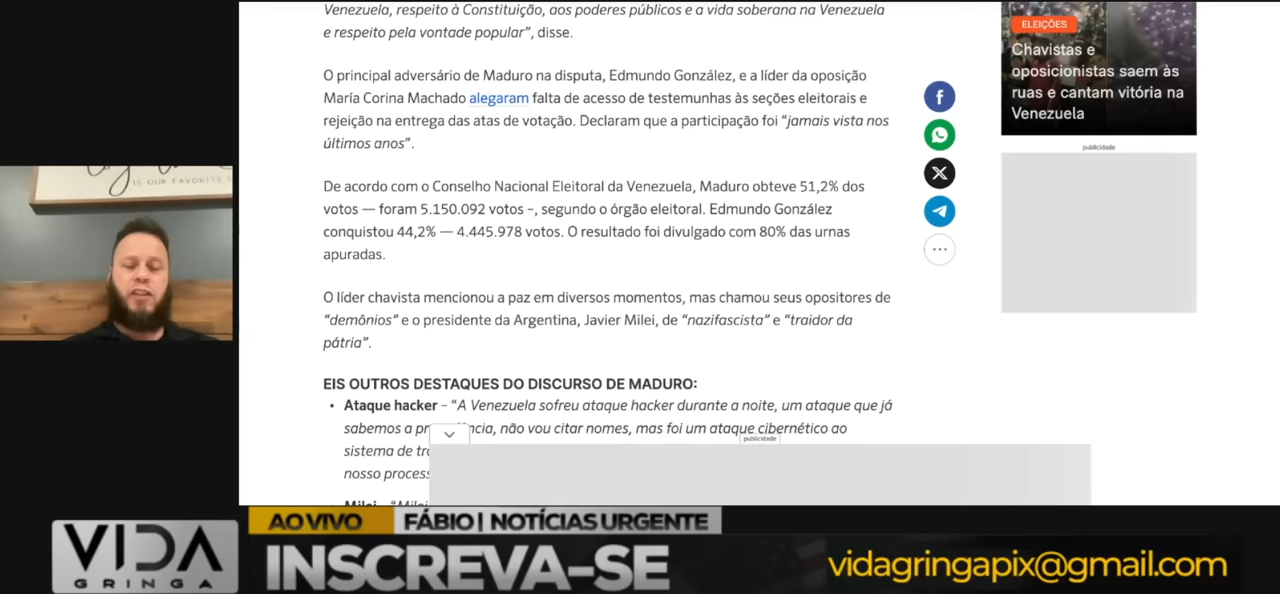 Venezuela, respeito à Constituição, aos poderes públicos e a vida soberana na Venezuela
e respeito pela vontade popular”, disse.
O principal adversário de Maduro na disputa, Edmundo González, e a líder da oposição
María Corina Machado alegaram falta de acesso de testemunhas às seções eleitorais e
rejeição na entrega das atas de votação. Declaram que a participação foi “jamais vista nos
últimos anos”.
De acordo com o Conselho Nacional Eleitoral da Venezuela, Maduro obteve 51,2% dos
votos — foram 5.150.092 votos –, segundo o órgão eleitoral. Edmundo González
conquistou 44,2% — 4.445.978 votos. O resultado foi divulgado com 80% das urnas
apuradas.
O líder chavista mencionou a paz em diversos momentos, mas chamou seus opositores de
“demônios” e o presidente da Argentina, Javier Milei, de “nazifascista” e “traidor da
pátria”.
EIS OUTROS DESTAQUES DO DISCURSO DE MADURO:
• Ataque hacker – “A Venezuela sofreu ataque hacker durante a noite, um ataque que já
sabemos a não vou citar nomes, mas foi um ataque cibernético ao
sistema de
nosso
Milei – “Milei
publicidade
ELEIÇÕES
Chavistas e
oposicionistas saem às
ruas e cantam vitória na
Venezuela
publicidade
IS OUR FAVORITE
AO VIVO FÁBIO | NOTÍCIAS URGENTE
VIDA
GRINGA
INSCREVA-SE
vidagringapix@gmail.com